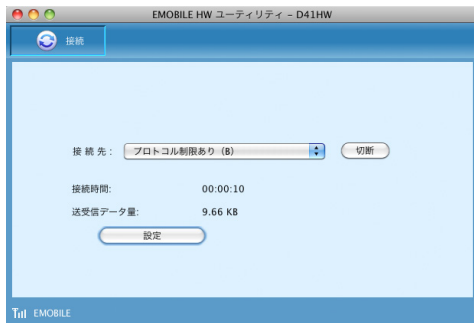 EMOBILE HW ユーティリティ – D41HW
接続
接続先: プロトコル制限あり（B） 切断
接続時間: 00:00:10
送受信データ量: 9.66 KB
設定
EMOBILE